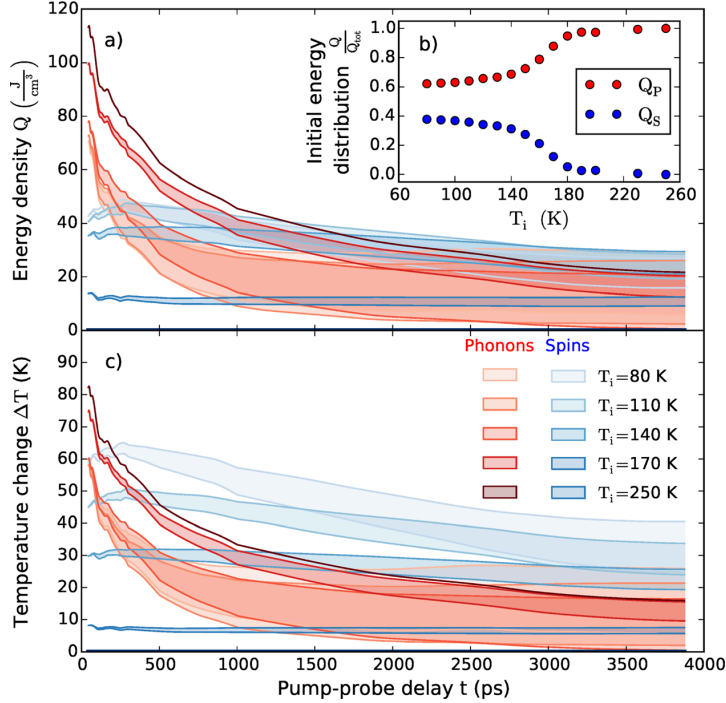 a)
Energy density Q (J/cm³)
120
100
80
60
40
20
0
b)
Initial energy Q/Qtot
distribution
1.0
0.8
0.6
0.4
0.2
0.0
Q_P
Q_S
60 100 140 180 220 260
T_i (K)
c)
Temperature change ΔT (K)
90
80
70
60
50
40
30
20
10
0
Phonons Spins
T_i=80 K
T_i=110 K
T_i=140 K
T_i=170 K
T_i=250 K
0 500 1000 1500 2000 2500 3000 3500 4000
Pump-probe delay t (ps)